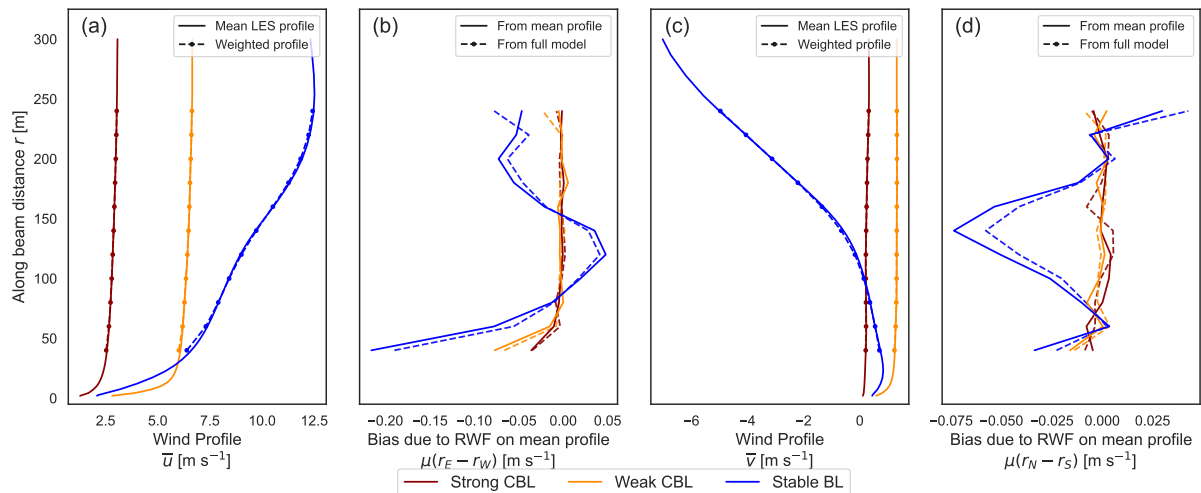 (a)
Mean LES profile
Weighted profile
(b)
From mean profile
From full model
(c)
Mean LES profile
Weighted profile
(d)
From mean profile
From full model
Along beam distance r [m]
300
250
200
150
100
50
0
2.5 5.0 7.5 10.0 12.5
Wind Profile
u̅ [m s⁻¹]
−0.20 −0.15 −0.10 −0.05 0.00 0.05
Bias due to RWF on mean profile
μ(r_E − r_W) [m s⁻¹]
−6 −4 −2 0
Wind Profile
v̅ [m s⁻¹]
−0.075 −0.050 −0.025 0.000 0.025
Bias due to RWF on mean profile
μ(r_N − r_S) [m s⁻¹]
Strong CBL Weak CBL Stable BL